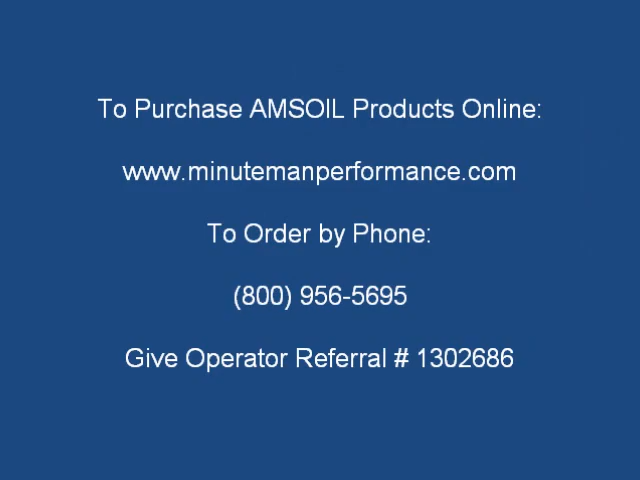 To Purchase AMSOIL Products Online:
www.minutemanperformance.com
To Order by Phone:
(800) 956-5695
Give Operator Referral # 1302686